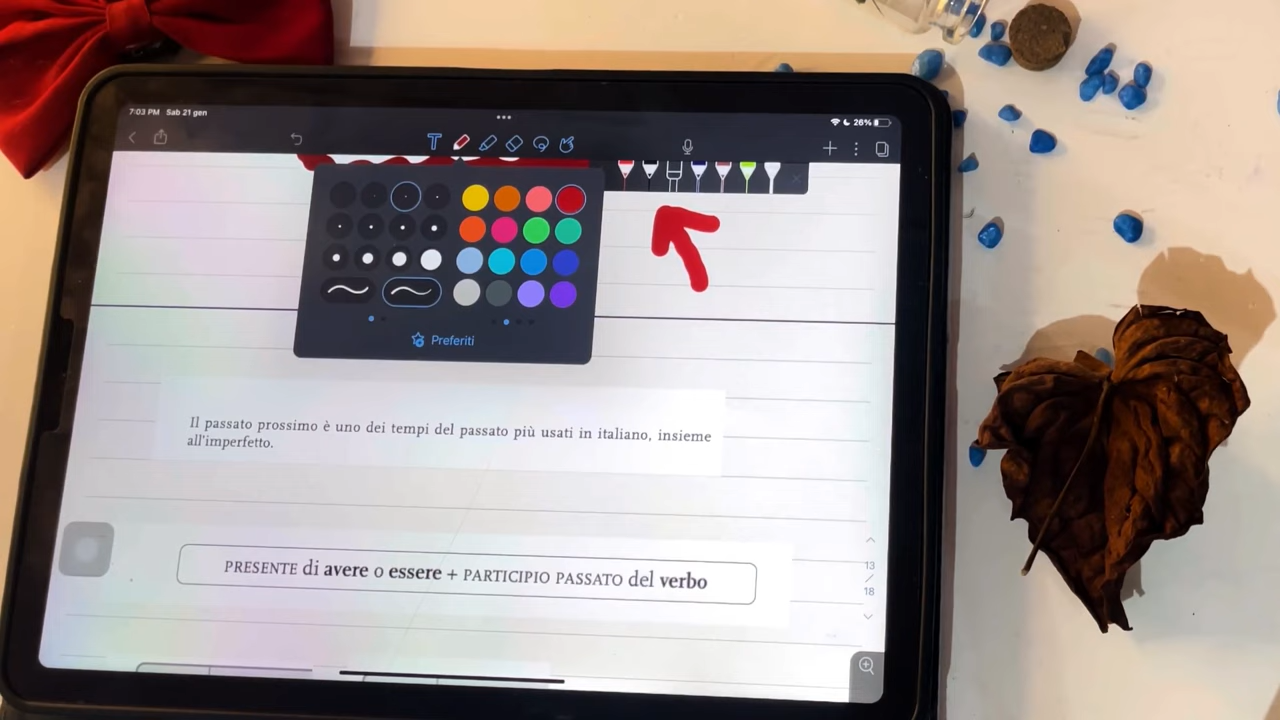 7:03 PM Sab 21 gen
26%
Preferiti
Il passato prossimo è uno dei tempi del passato più usati in italiano, insieme
all'imperfetto.
PRESENTE di avere o essere + PARTICIPIO PASSATO del verbo
13
/
18